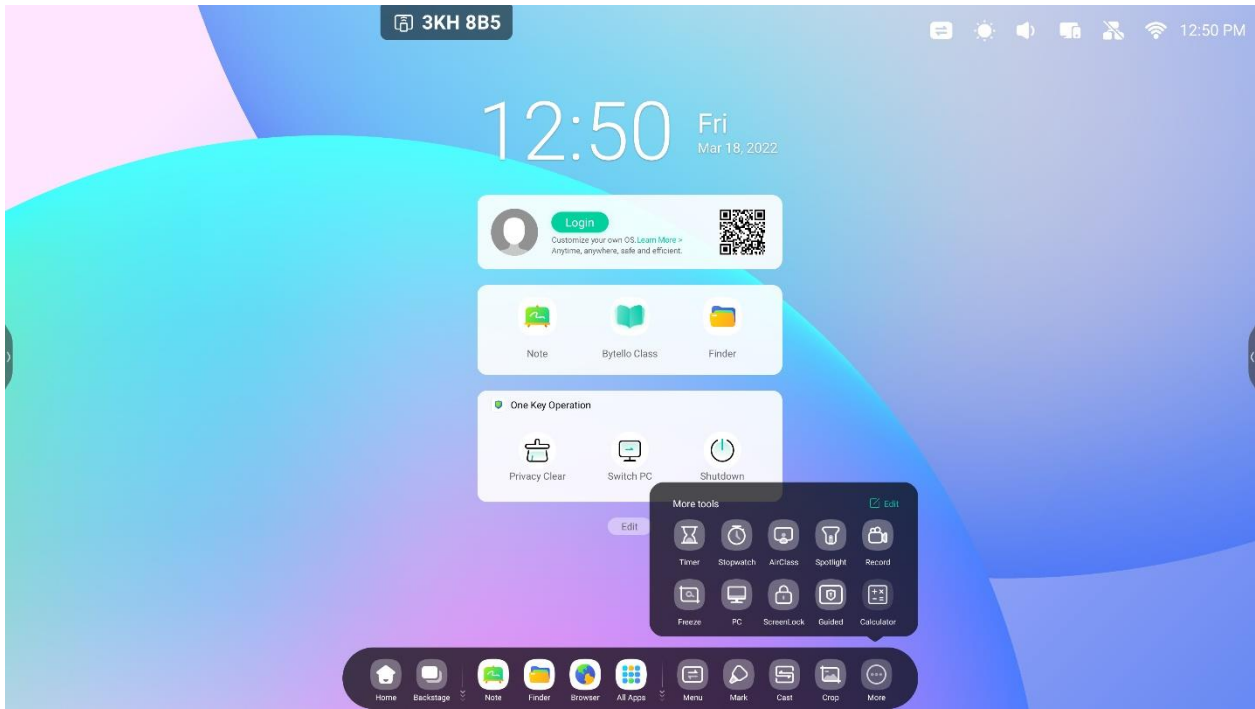 3KH 8B5
12:50 PM
12:50
Fri
Mar 18, 2022
Login
Customize your own OS.Learn More >
Anytime, anywhere, safe and efficient.
Note Bytello Class Finder
One Key Operation
Privacy Clear Switch PC Shutdown
Edit
More tools Edit
Timer Stopwatch AirClass Spotlight Record
Freeze PC ScreenLock Guided Calculator
Home Backstage Note Finder Browser All Apps Menu Mark Cast Crop More